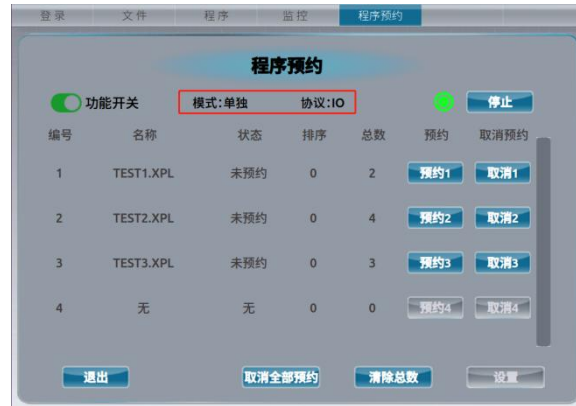 登录 文件 程序 监控 程序预约
程序预约
功能开关 模式:单独 协议:IO 停止
编号 名称 状态 排序 总数 预约 取消预约
1 TEST1.XPL 未预约 0 2 预约1 取消1
2 TEST2.XPL 未预约 0 4 预约2 取消2
3 TEST3.XPL 未预约 0 3 预约3 取消3
4 无 无 0 0 预约4 取消4
退出 取消全部预约 清除总数 设置